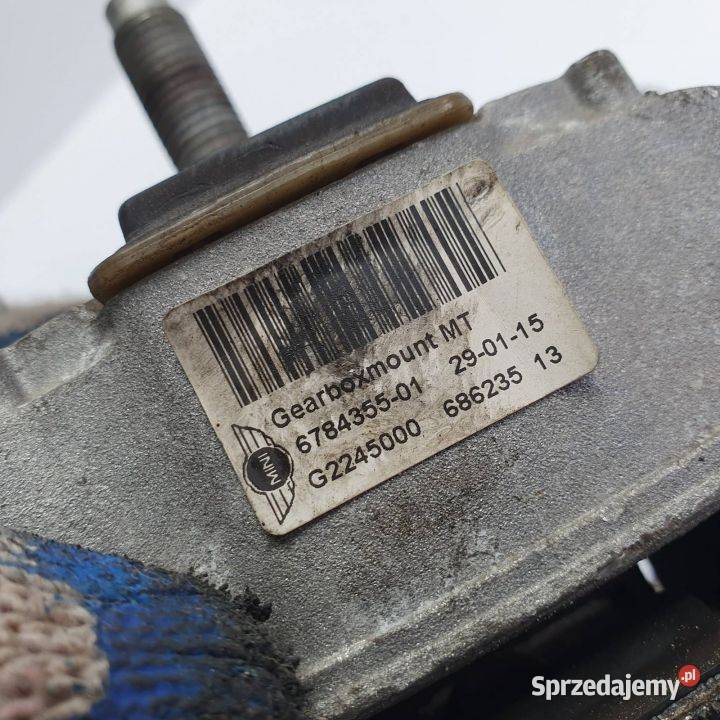 Gearboxmount MT
6784355-01 29-01-15
G2245000 686235 13
MINI
Sprzedajemy.pl